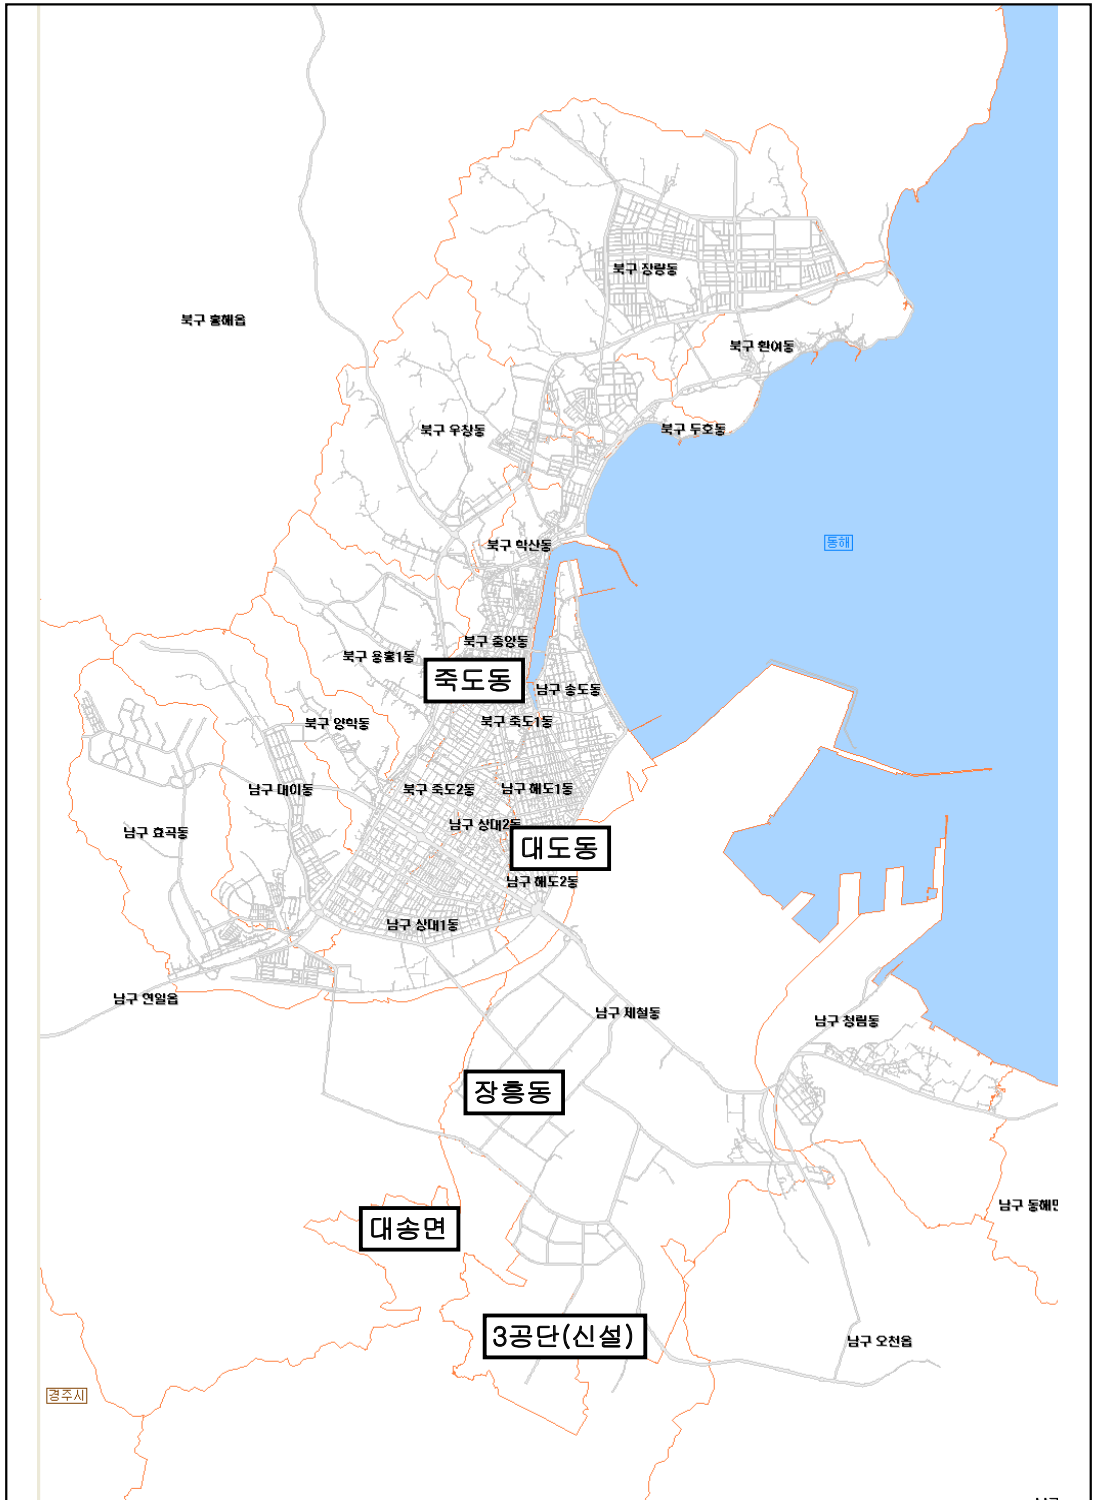 북구 장량동
북구 흥해읍
북구 환여동
북구 우창동
북구 두호동
동해
북구 학산동
북구 중앙동
북구 용흥1동
죽도동
남구 송도동
북구 죽도1동
북구 양학동
남구 대이동
북구 죽도2동
남구 해도1동
남구 상대2동
남구 효곡동
대도동
남구 해도2동
남구 상대1동
남구 연일읍
남구 제철동
남구 청림동
장흥동
남구 동해면
대송면
3공단(신설)
남구 오천읍
경주시